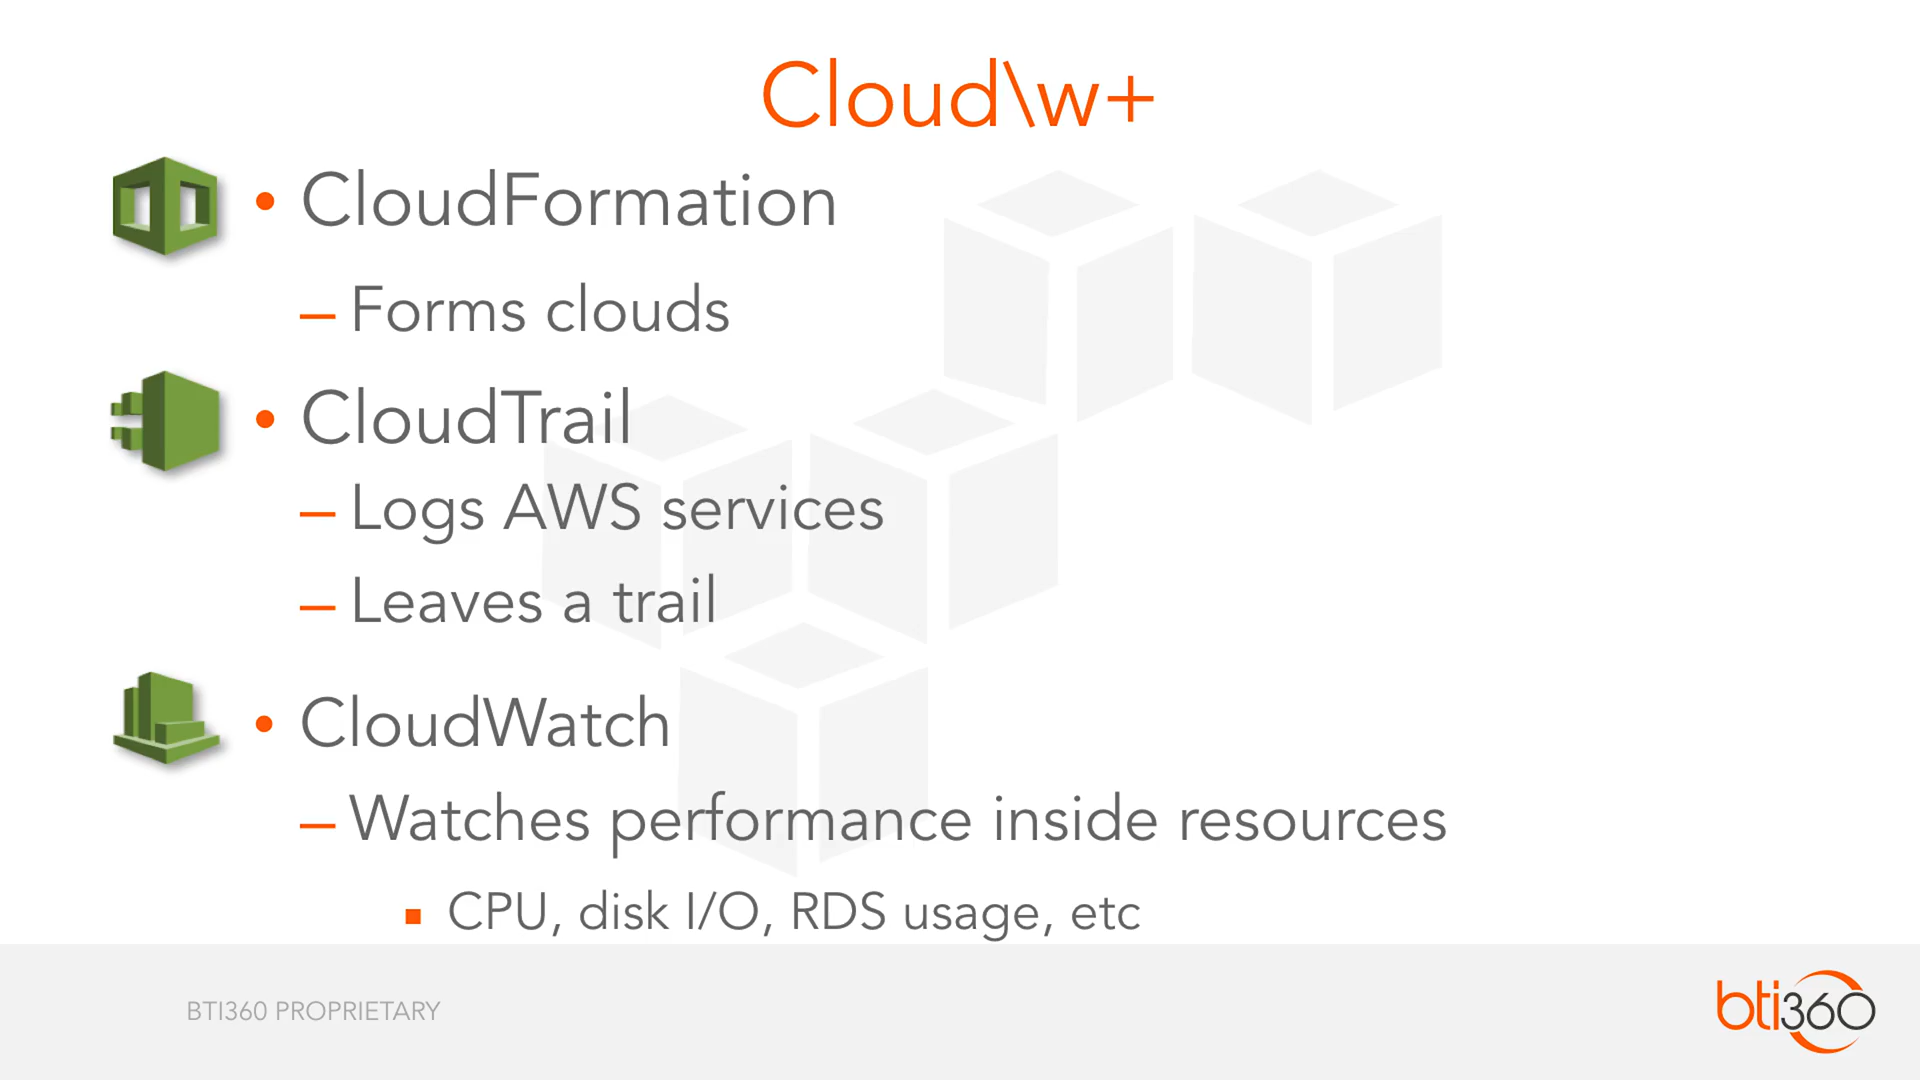 Cloud\w+
• CloudFormation
– Forms clouds
• CloudTrail
– Logs AWS services
– Leaves a trail
• CloudWatch
– Watches performance inside resources
▪ CPU, disk I/O, RDS usage, etc
BTI360 PROPRIETARY
bti360